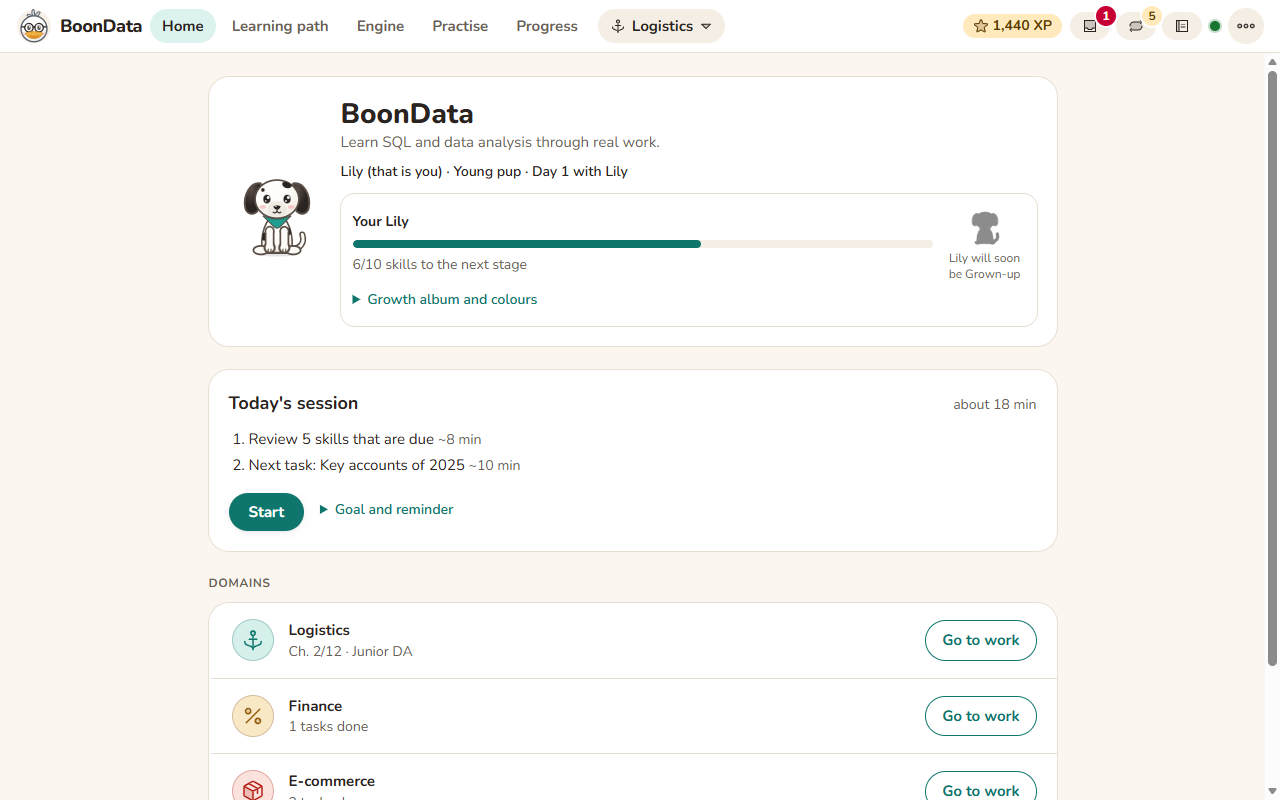 BoonData
Home
Learning path
Engine
Practise
Progress
Logistics
1,440 XP
1
5
BoonData
Learn SQL and data analysis through real work.
Lily (that is you) · Young pup · Day 1 with Lily
Your Lily
6/10 skills to the next stage
Lily will soon
be Grown-up
Growth album and colours
Today's session
about 18 min
1. Review 5 skills that are due ~8 min
2. Next task: Key accounts of 2025 ~10 min
Start
Goal and reminder
DOMAINS
Logistics
Ch. 2/12 · Junior DA
Go to work
Finance
1 tasks done
Go to work
E-commerce
Go to work